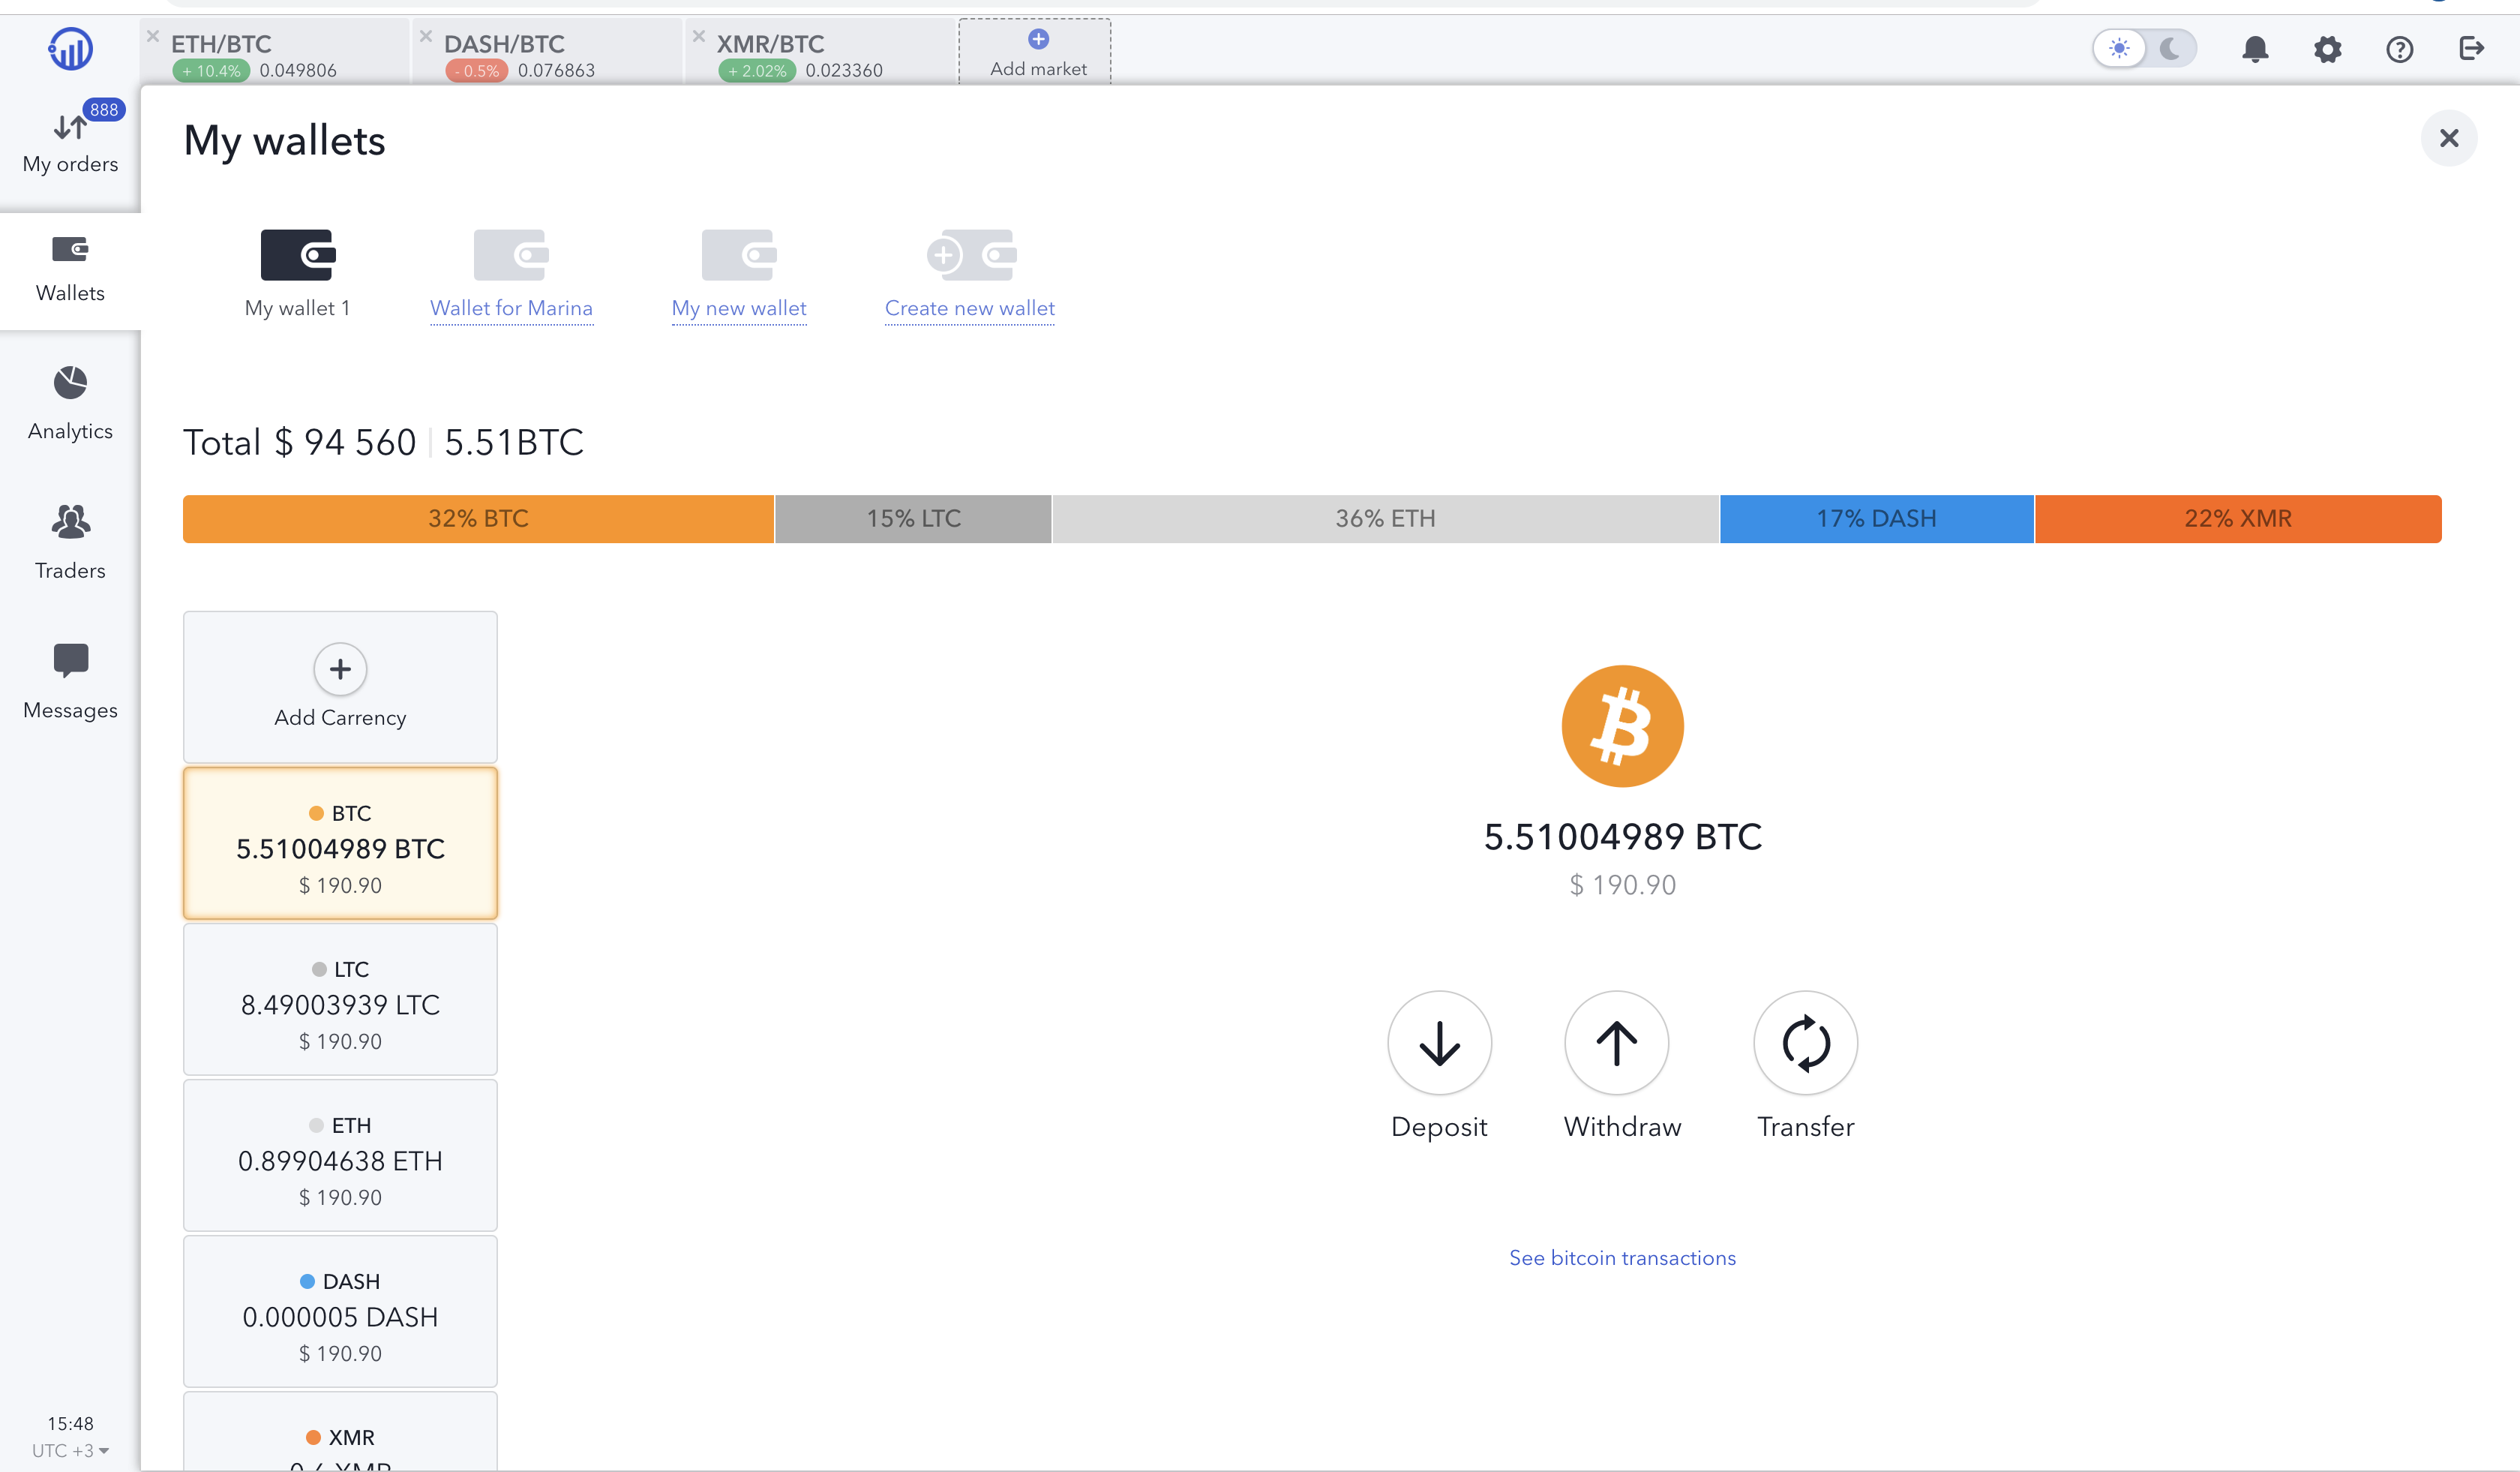 ETH/BTC
+ 10.4% 0.049806
DASH/BTC
- 0.5% 0.076863
XMR/BTC
+ 2.02% 0.023360
Add market
888
My orders
Wallets
Analytics
Traders
Messages
15:48
UTC +3
My wallets
My wallet 1
Wallet for Marina
My new wallet
Create new wallet
Total $ 94 560 | 5.51BTC
32% BTC
15% LTC
36% ETH
17% DASH
22% XMR
Add Carrency
BTC
5.51004989 BTC
$ 190.90
LTC
8.49003939 LTC
$ 190.90
ETH
0.89904638 ETH
$ 190.90
DASH
0.000005 DASH
$ 190.90
XMR
5.51004989 BTC
$ 190.90
Deposit
Withdraw
Transfer
See bitcoin transactions